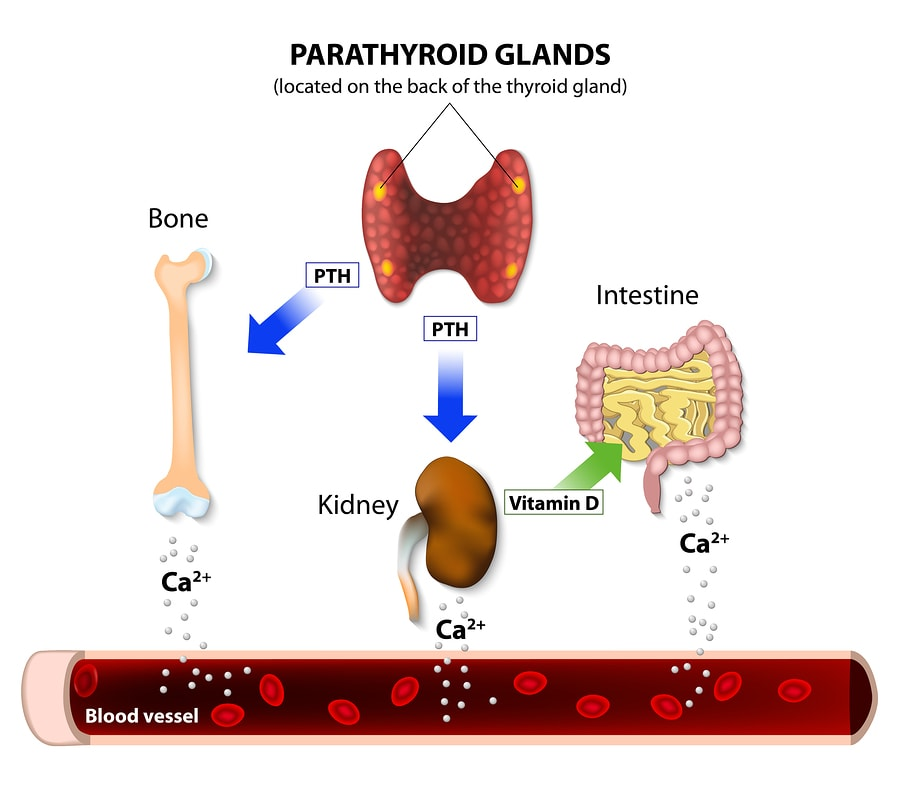 PARATHYROID GLANDS
(located on the back of the thyroid gland)
Bone
PTH
PTH
Intestine
Kidney
Vitamin D
Ca²⁺
Ca²⁺
Ca²⁺
Blood vessel